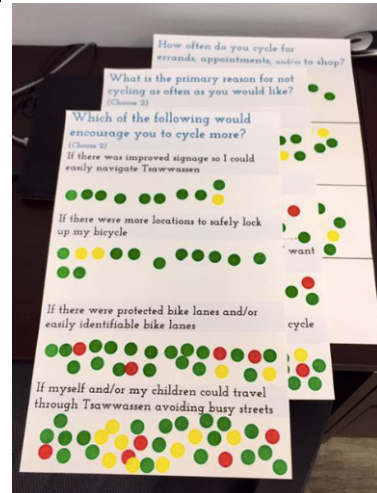 How often do you cycle for
errands, appointments, and/or to shop?
What is the primary reason for not
cycling as often as you would like?
(Choose 2)
Which of the following would
encourage you to cycle more?
(Choose 2)
If there was improved signage so I could
easily navigate Tsawwassen
If there were more locations to safely lock
up my bicycle
want
If there were protected bike lanes and/or
easily identifiable bike lanes
cycle
If myself and/or my children could travel
through Tsawwassen avoiding busy streets